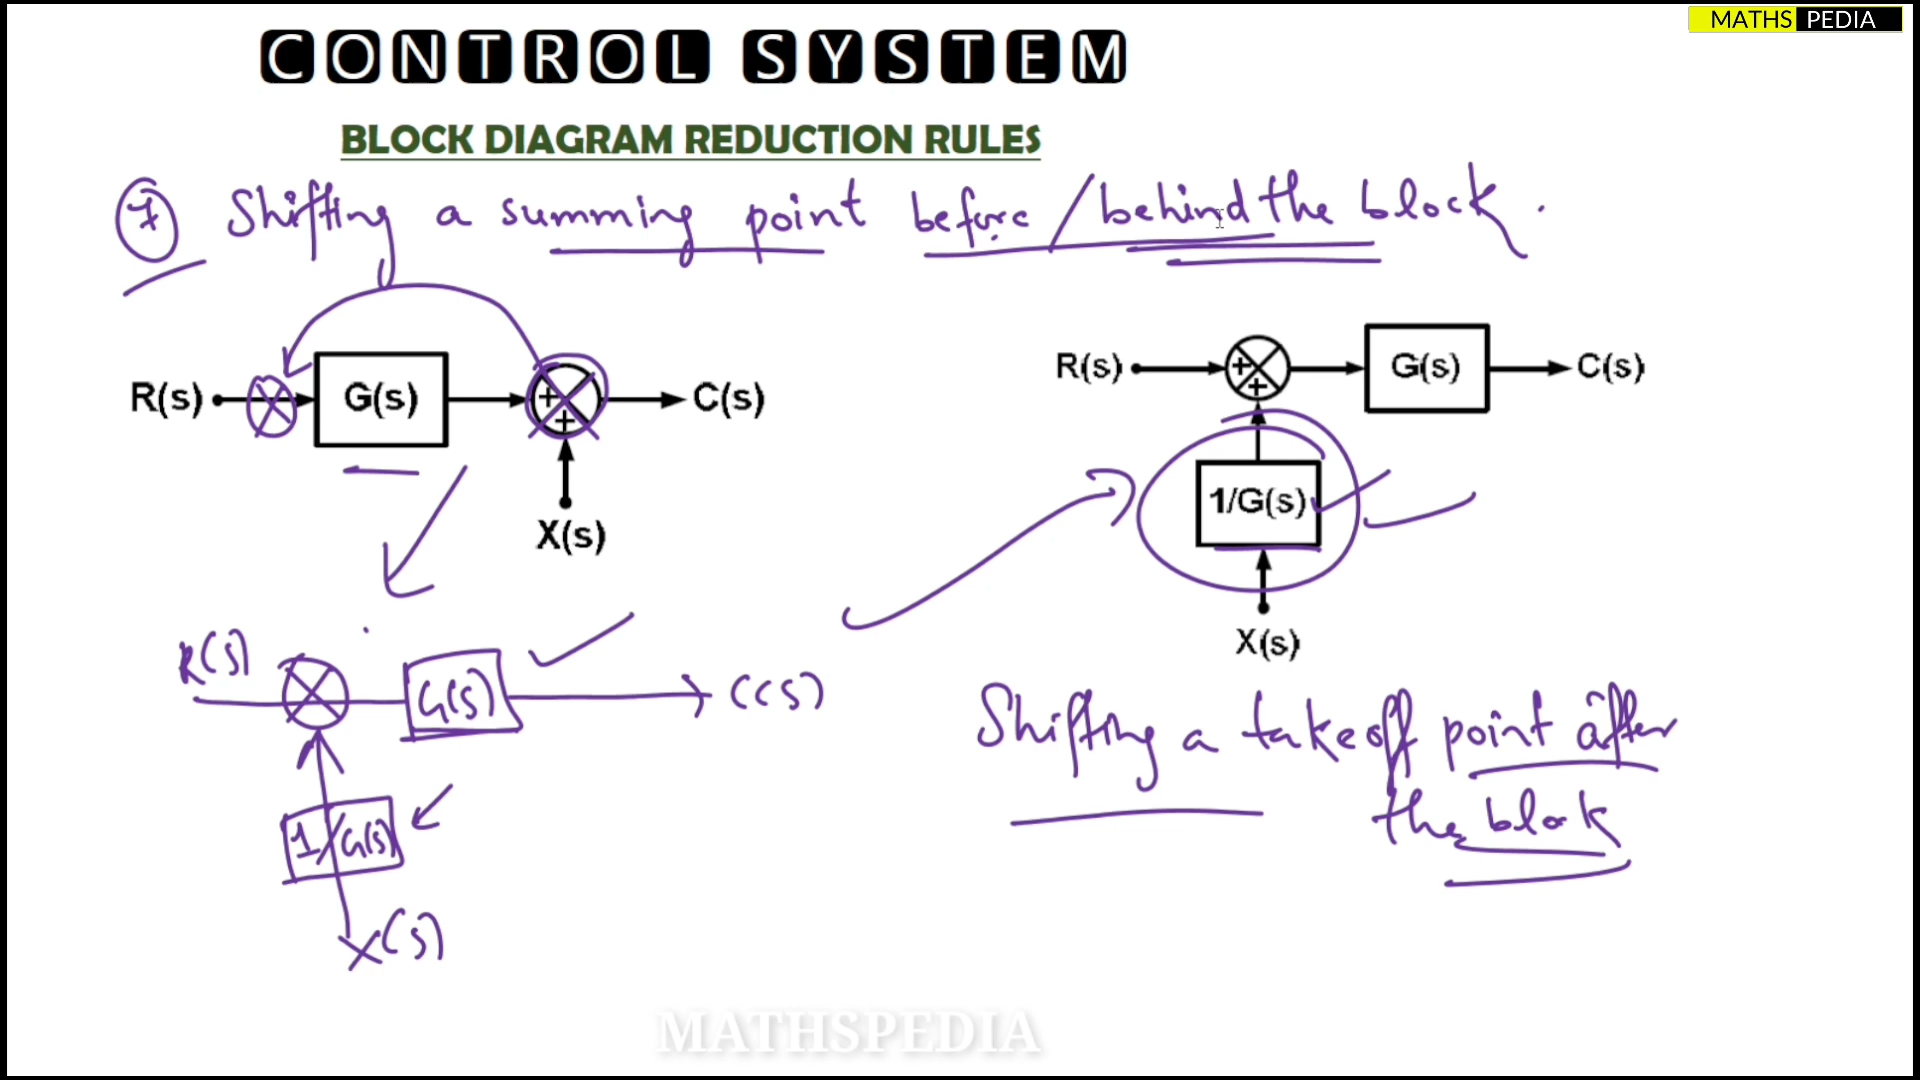 MATHS PEDIA
CONTROL SYSTEM
BLOCK DIAGRAM REDUCTION RULES
7 Shifting a summing point before / behind the block.
R(s) G(s) + + C(s)
X(s)
R(s) + + G(s) C(s)
1/G(s)
X(s)
R(s) G(s) C(s)
1/G(s)
X(s)
Shifting a takeoff point after
the block
MATHSPEDIA